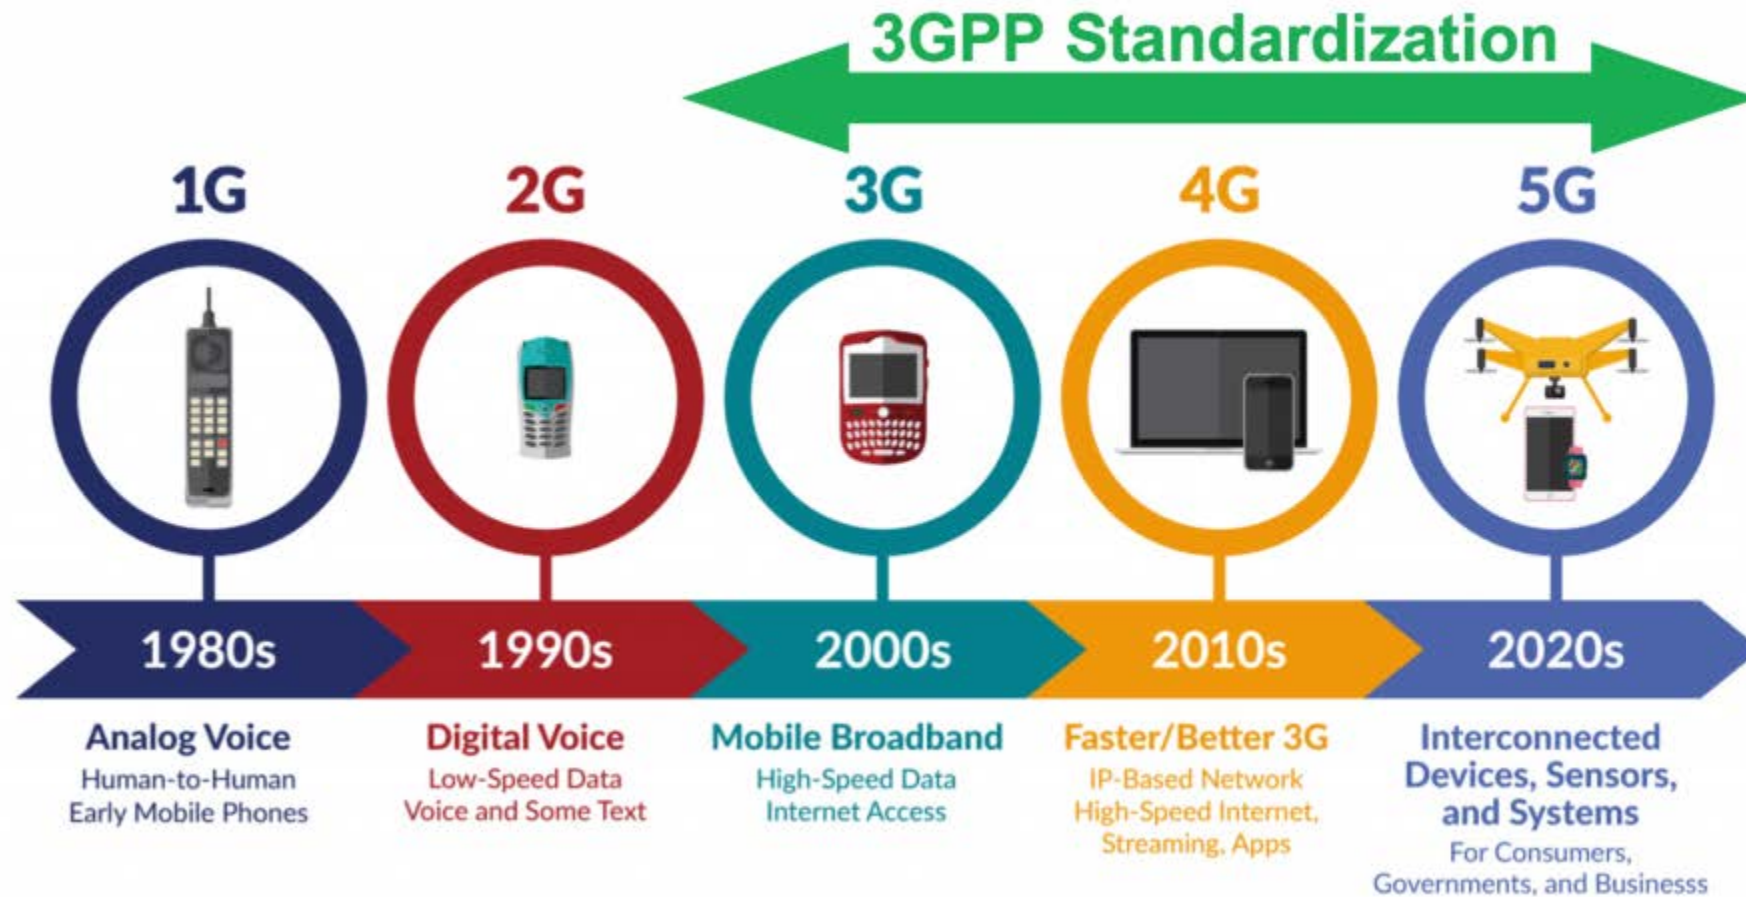 3GPP Standardization
1G
2G
3G
4G
5G
1980s
1990s
2000s
2010s
2020s
Analog Voice
Human-to-Human
Early Mobile Phones
Digital Voice
Low-Speed Data
Voice and Some Text
Mobile Broadband
High-Speed Data
Internet Access
Faster/Better 3G
IP-Based Network
High-Speed Internet,
Streaming, Apps
Interconnected
Devices, Sensors,
and Systems
For Consumers,
Governments, and Businesss